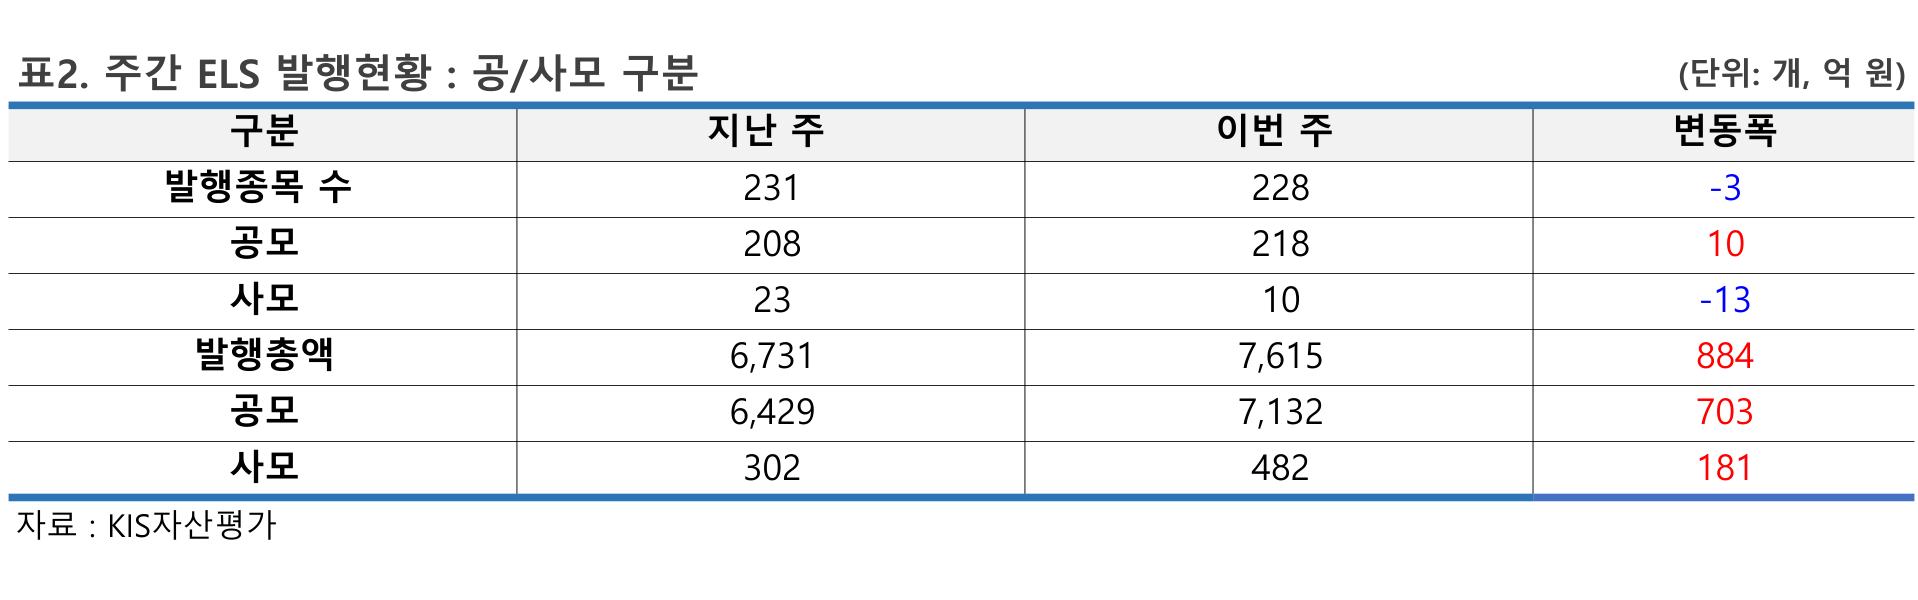 표2. 주간 ELS 발행현황 : 공/사모 구분 (단위: 개, 억 원)
구분 지난 주 이번 주 변동폭
발행종목 수 231 228 -3
공모 208 218 10
사모 23 10 -13
발행총액 6,731 7,615 884
공모 6,429 7,132 703
사모 302 482 181
자료 : KIS자산평가